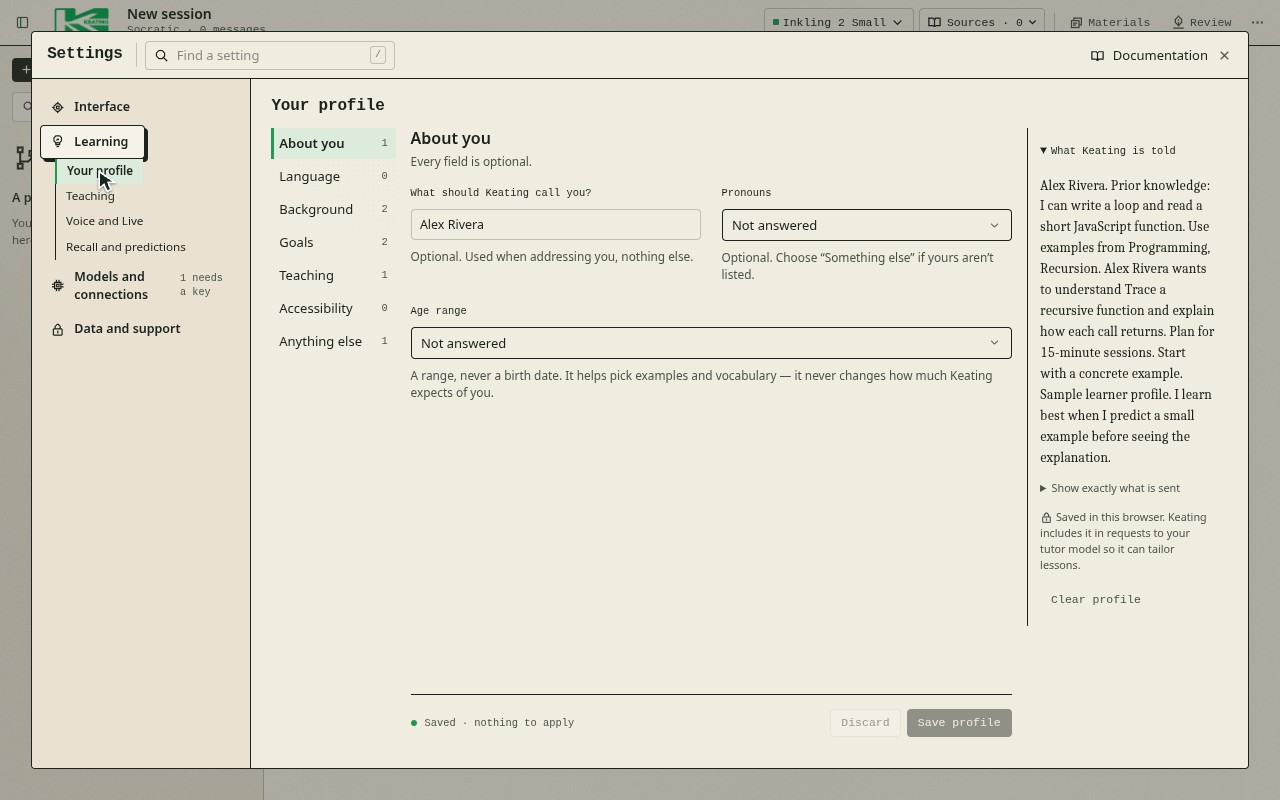 New session
Socratic · 0 messages
Inkling 2 Small
Sources · 0
Materials
Review
KEATING
Settings
Find a setting
/
Documentation
Interface
Learning
Your profile
Teaching
Voice and Live
Recall and predictions
Models and connections
1 needs a key
Data and support
Your profile
About you 1
Language 0
Background 2
Goals 2
Teaching 1
Accessibility 0
Anything else 1
About you
Every field is optional.
What should Keating call you?
Alex Rivera
Optional. Used when addressing you, nothing else.
Pronouns
Not answered
Optional. Choose “Something else” if yours aren’t
listed.
Age range
Not answered
A range, never a birth date. It helps pick examples and vocabulary — it never changes how much Keating
expects of you.
Saved · nothing to apply
Discard
Save profile
What Keating is told
Alex Rivera. Prior knowledge:
I can write a loop and read a
short JavaScript function. Use
examples from Programming,
Recursion. Alex Rivera wants
to understand Trace a
recursive function and explain
how each call returns. Plan for
15-minute sessions. Start
with a concrete example.
Sample learner profile. I learn
best when I predict a small
example before seeing the
explanation.
Show exactly what is sent
Saved in this browser. Keating
includes it in requests to your
tutor model so it can tailor
lessons.
Clear profile